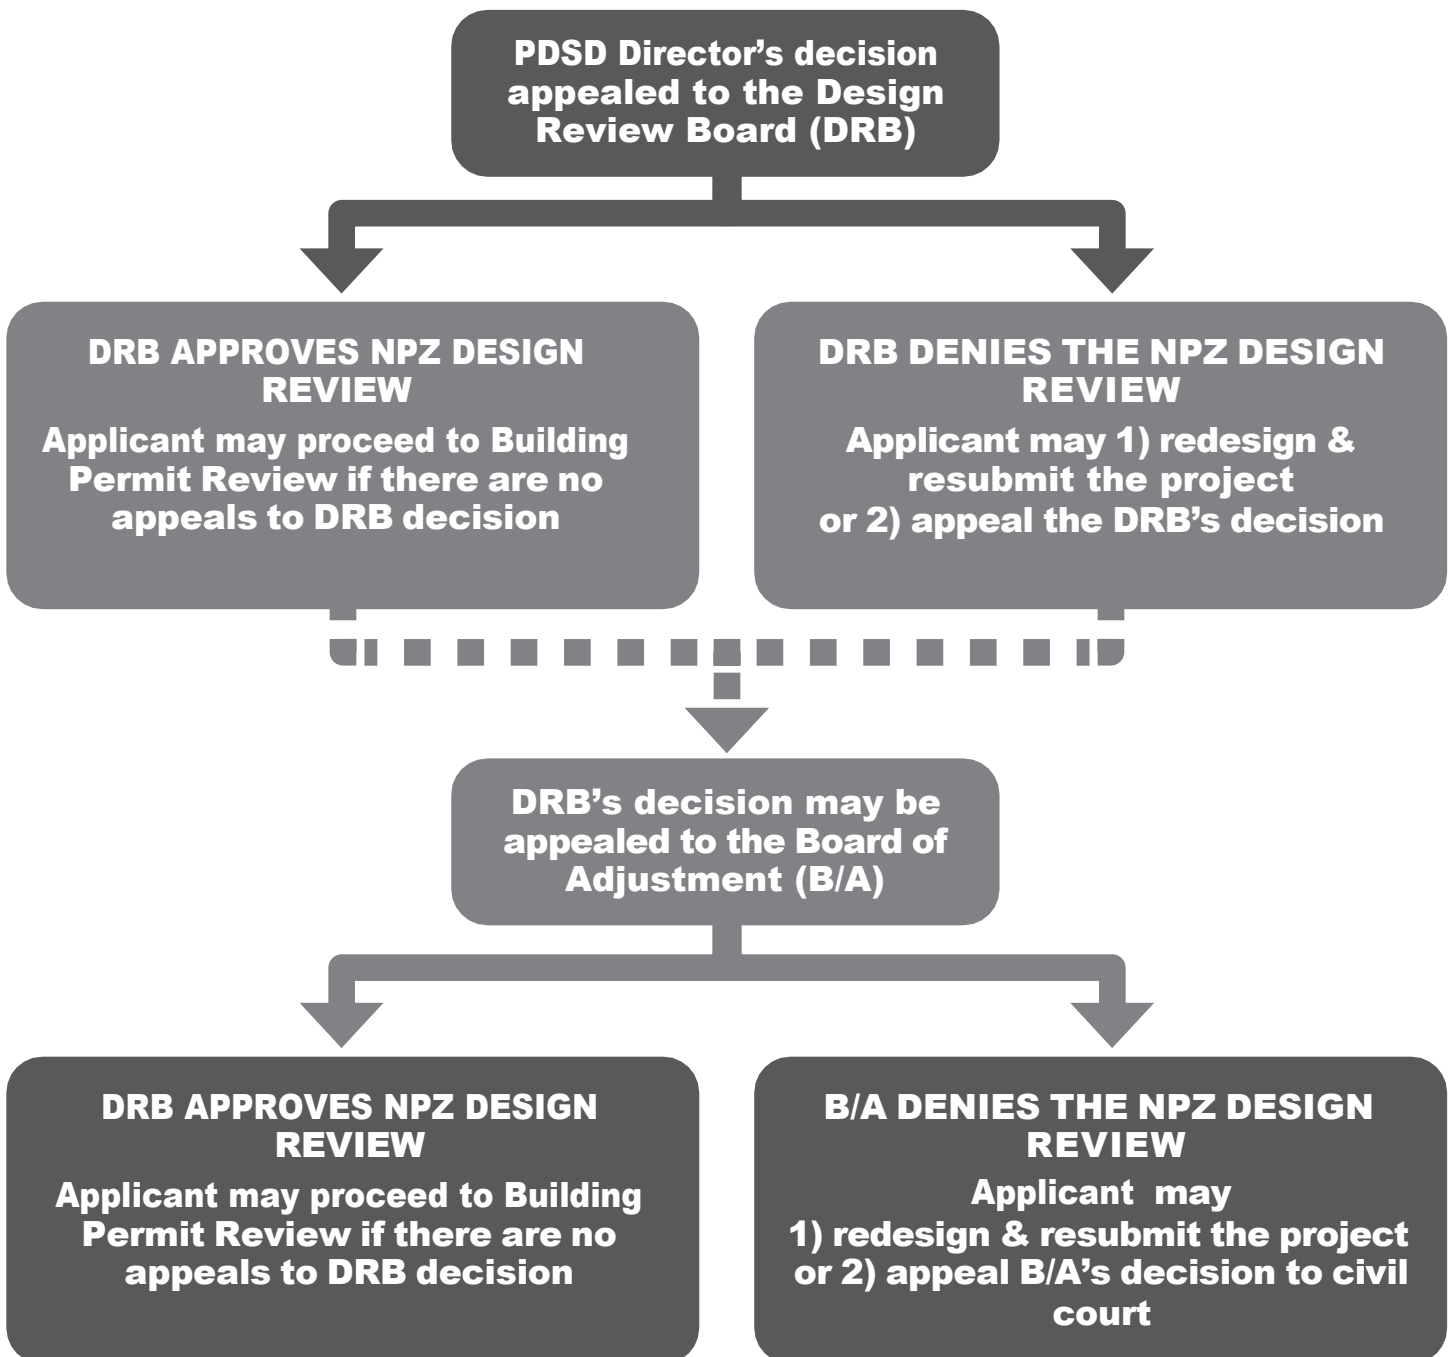 PDSD Director’s decision
appealed to the Design
Review Board (DRB)
DRB APPROVES NPZ DESIGN
REVIEW
Applicant may proceed to Building
Permit Review if there are no
appeals to DRB decision
DRB DENIES THE NPZ DESIGN
REVIEW
Applicant may 1) redesign &
resubmit the project
or 2) appeal the DRB’s decision
DRB’s decision may be
appealed to the Board of
Adjustment (B/A)
DRB APPROVES NPZ DESIGN
REVIEW
Applicant may proceed to Building
Permit Review if there are no
appeals to DRB decision
B/A DENIES THE NPZ DESIGN
REVIEW
Applicant may
1) redesign & resubmit the project
or 2) appeal B/A’s decision to civil
court